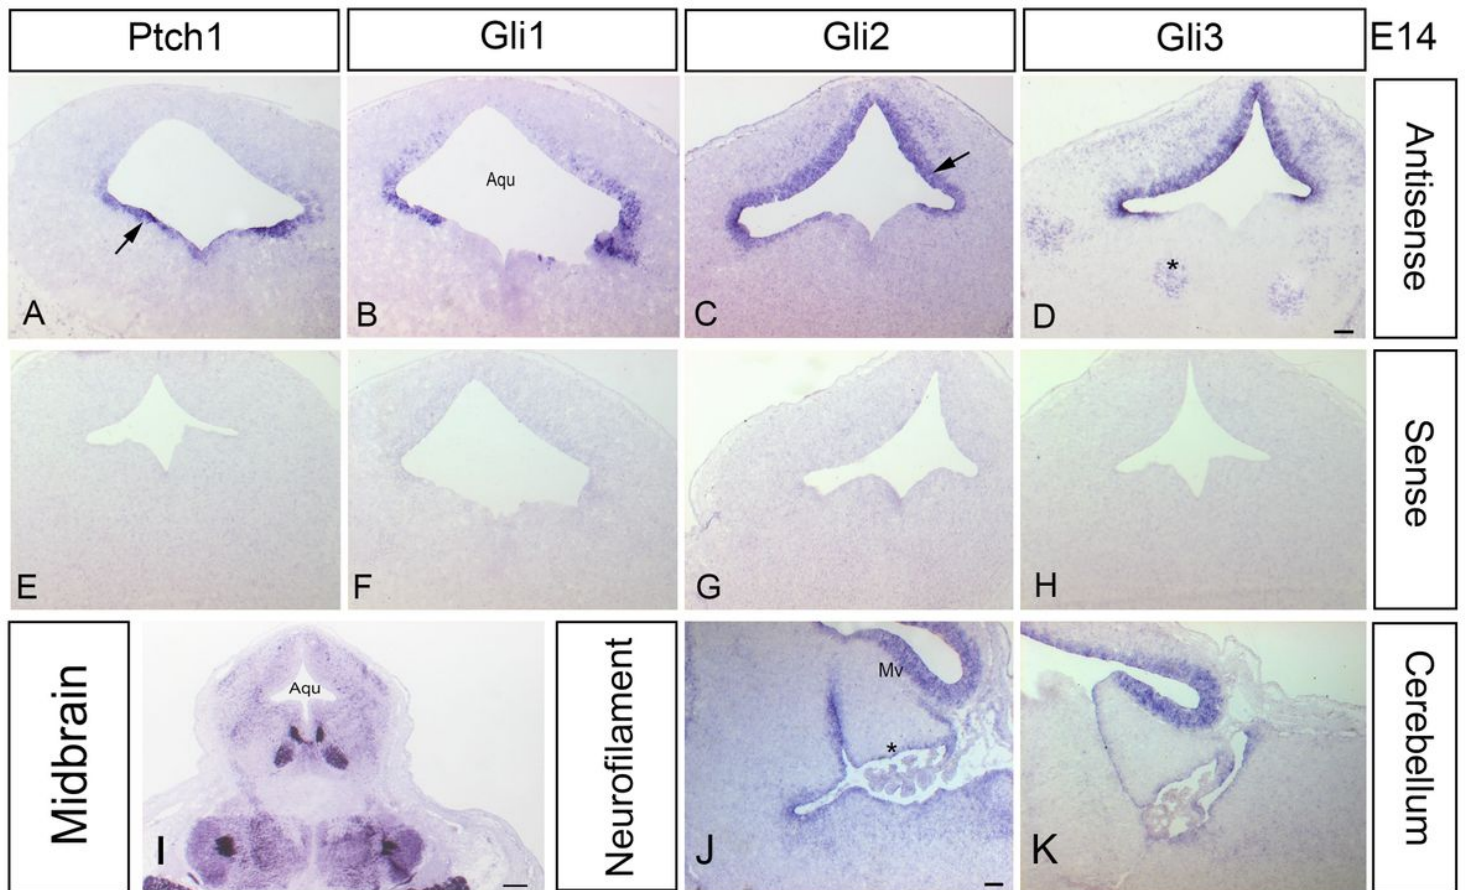 Ptch1 Gli1 Gli2 Gli3 E14
Aqu
*
A B C D
Antisense
E F G H
Sense
Midbrain
Aqu
I
Neurofilament
Mv
*
J K
Cerebellum